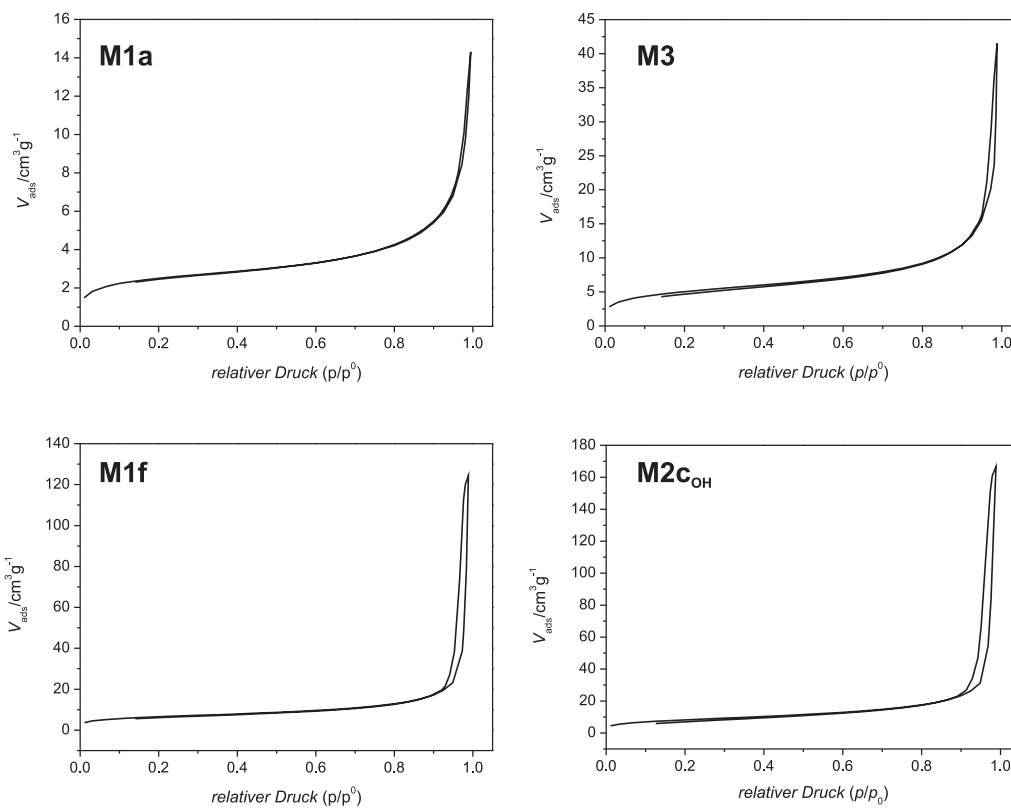 M1a
V_ads/cm³g⁻¹
16
14
12
10
8
6
4
2
0
0.0 0.2 0.4 0.6 0.8 1.0
relativer Druck (p/p⁰)
M3
V_ads/cm³g⁻¹
45
40
35
30
25
20
15
10
5
0
0.0 0.2 0.4 0.6 0.8 1.0
relativer Druck (p/p⁰)
M1f
V_ads/cm³g⁻¹
140
120
100
80
60
40
20
0
0.0 0.2 0.4 0.6 0.8 1.0
relativer Druck (p/p⁰)
M2c_OH
V_ads/cm³g⁻¹
180
160
140
120
100
80
60
40
20
0
0.0 0.2 0.4 0.6 0.8 1.0
relativer Druck (p/p₀)